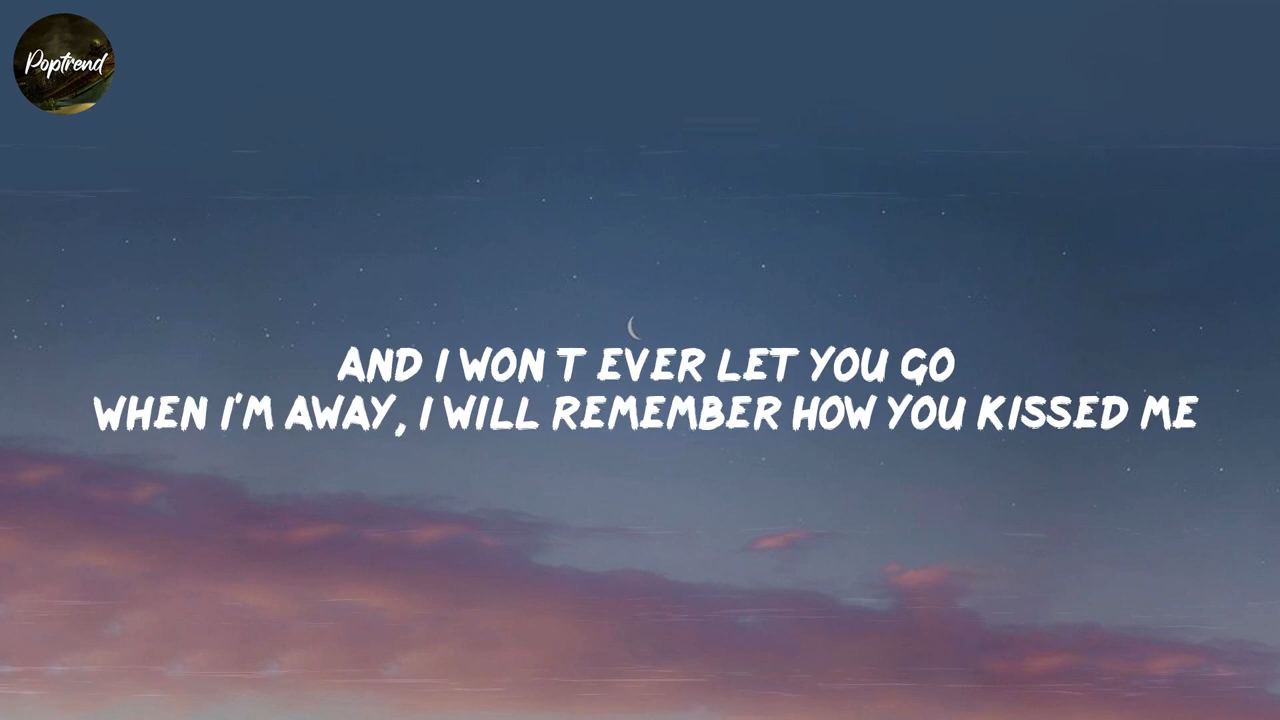 Poptrend
AND I WON T EVER LET YOU GO
WHEN I'M AWAY, I WILL REMEMBER HOW YOU KISSED ME